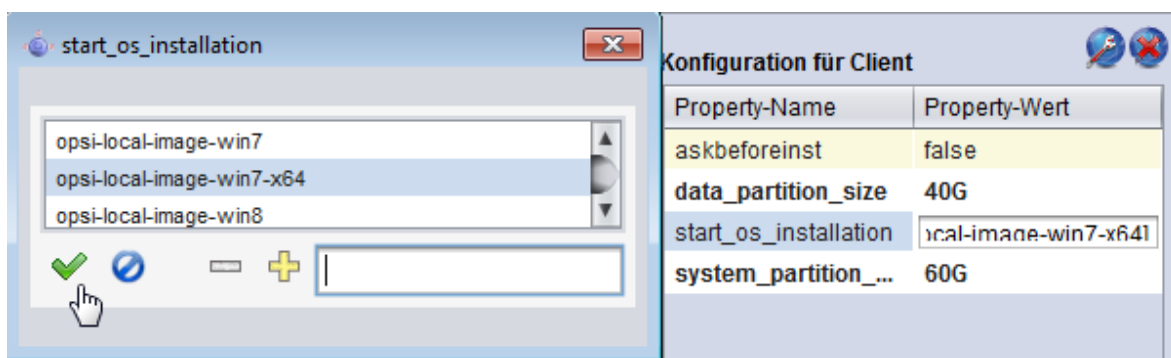 start_os_installation
opsi-local-image-win7
opsi-local-image-win7-x64
opsi-local-image-win8
Konfiguration für Client
Property-Name Property-Wert
askbeforeinst false
data_partition_size 40G
start_os_installation ocal-image-win7-x64]
system_partition_... 60G